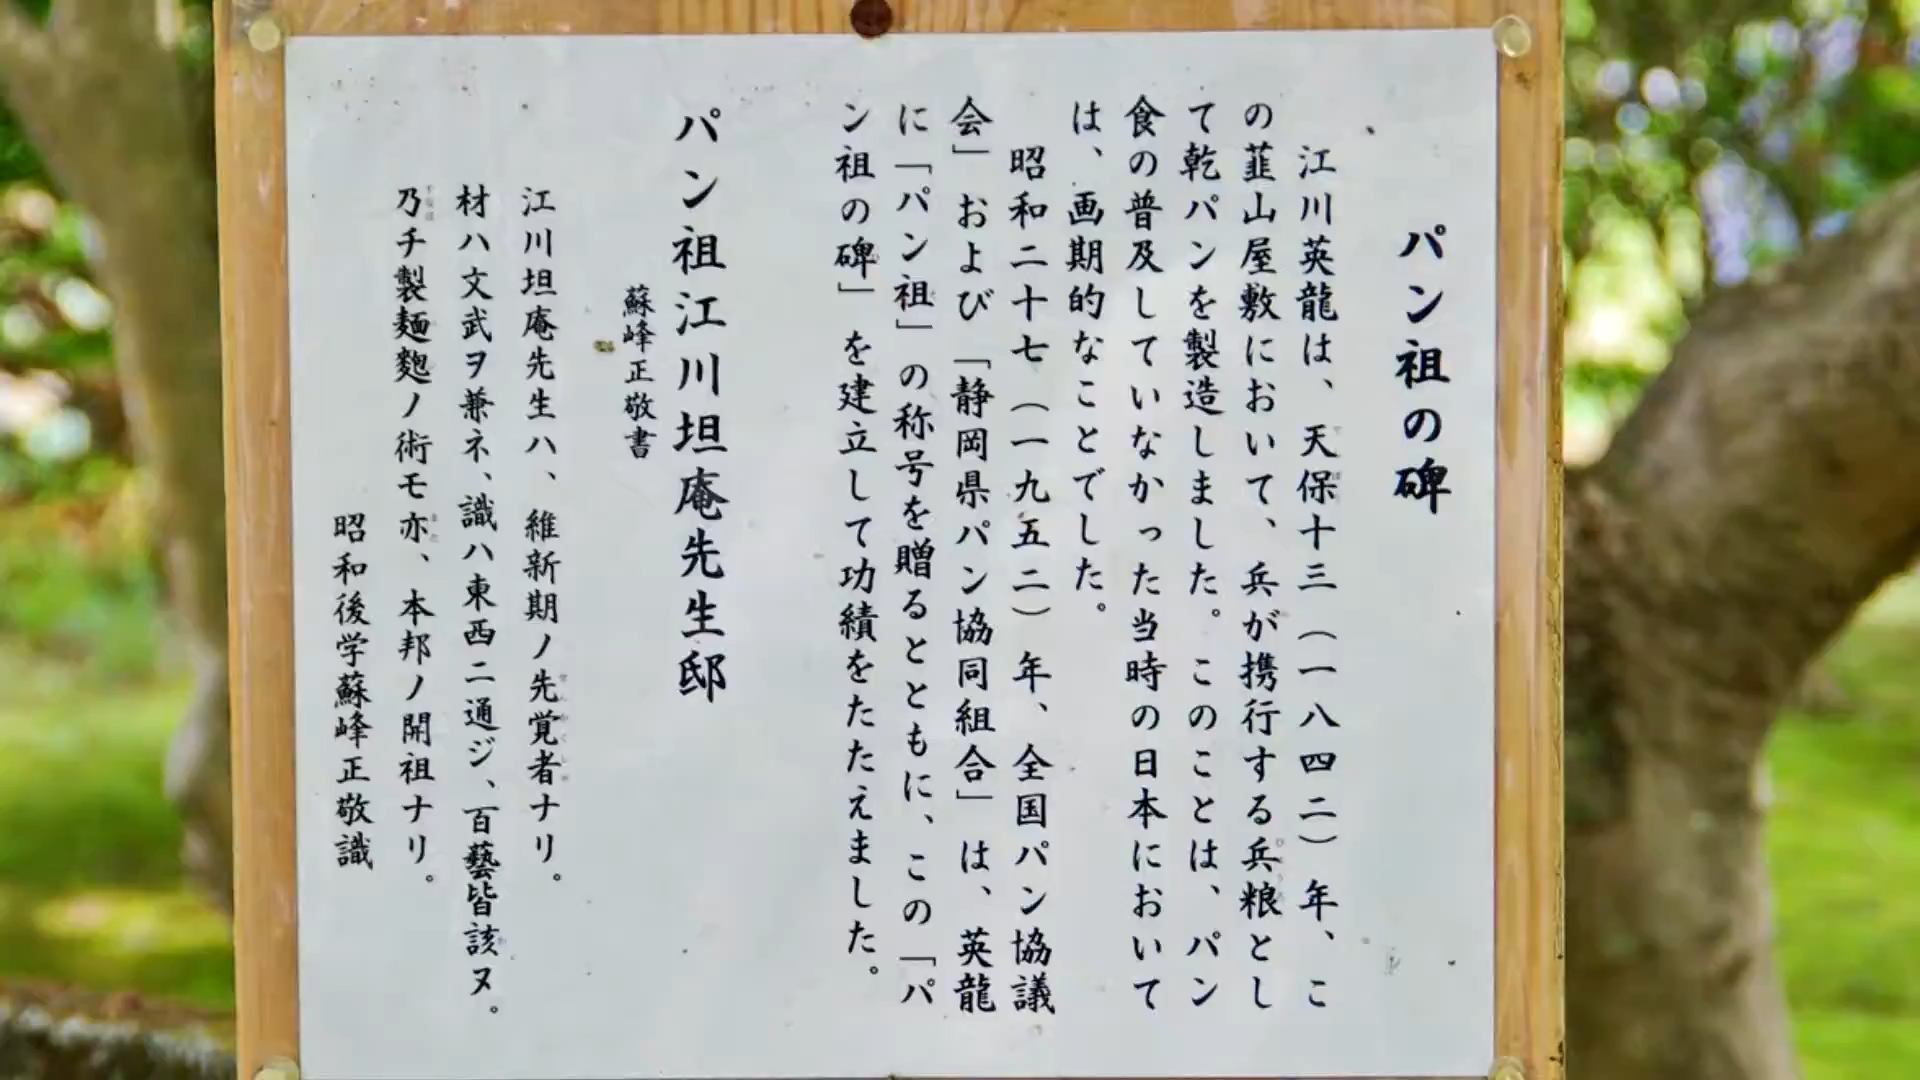 パン祖の碑
江川英龍は、天保十三（一八四二）年、こ
の韮山屋敷において、兵が携行する兵粮とし
て乾パンを製造しました。このことは、パン
食の普及していなかった当時の日本において
は、画期的なことでした。
昭和二十七（一九五二）年、全国パン協議
会」および「静岡県パン協同組合」は、英龍
に「パン祖」の称号を贈るとともに、この「パ
ン祖の碑」を建立して功績をたたえました。
パン祖江川坦庵先生邸
蘇峰正敬書
江川坦庵先生ハ、維新期ノ先覚者ナリ。
材ハ文武ヲ兼ネ、識ハ東西ニ通ジ、百藝皆該ヌ。
乃チ製麺麭ノ術モ亦、本邦ノ開祖ナリ。
昭和後学蘇峰正敬識